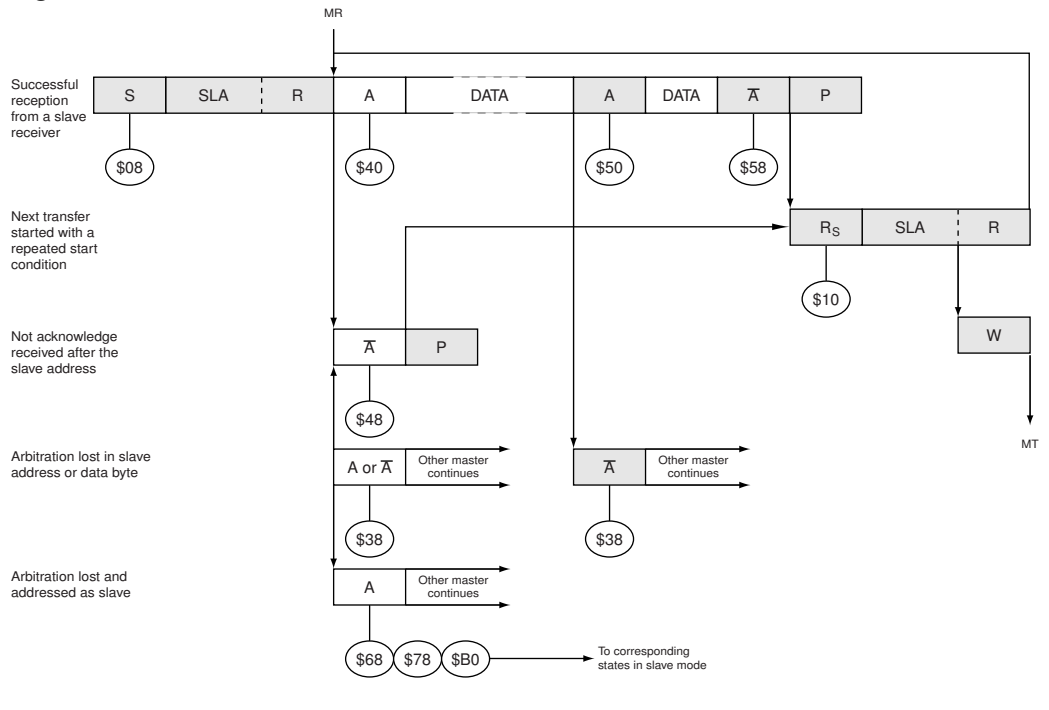 MR
Successful
reception
from a slave
receiver
S SLA R A DATA A DATA A̅ P
$08 $40 $50 $58
Next transfer
started with a
repeated start
condition
RS SLA R
$10
Not acknowledge
received after the
slave address
A̅ P
W
$48
MT
Arbitration lost in slave
address or data byte
A or A̅ Other master
continues
A̅ Other master
continues
$38 $38
Arbitration lost and
addressed as slave
A Other master
continues
$68 $78 $B0 To corresponding
states in slave mode